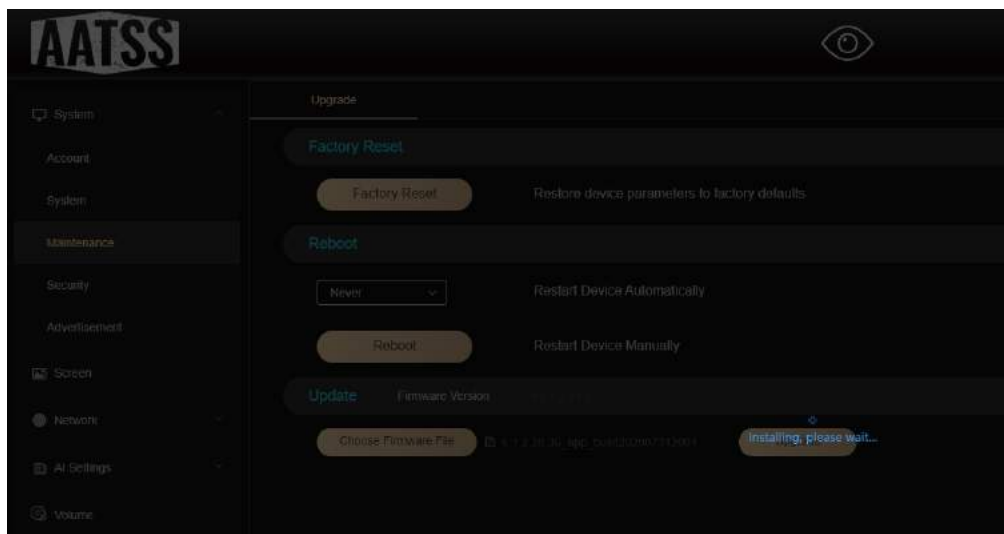 AATSS
System
Account
System
Maintenance
Security
Advertisement
Screen
Network
AI Settings
Volume
Upgrade
Factory Reset
Factory Reset Restore device parameters to factory defaults
Reboot
Never Restart Device Automatically
Reboot Restart Device Manually
Update Firmware Version
Choose Firmware File
Installing, please wait...